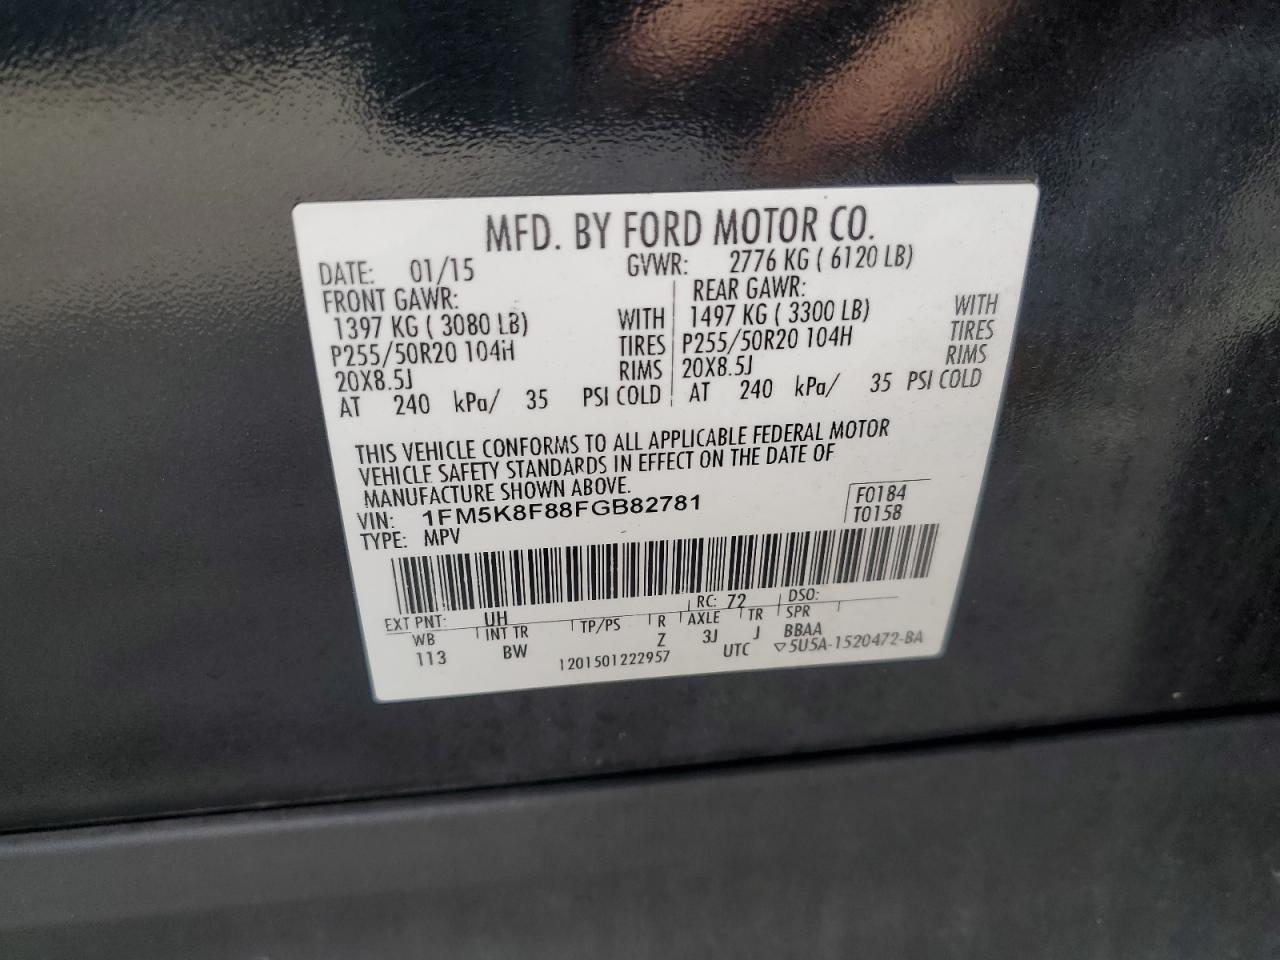 MFD. BY FORD MOTOR CO.
DATE: 01/15 GVWR: 2776 KG ( 6120 LB)
FRONT GAWR: REAR GAWR:
1397 KG ( 3080 LB) WITH 1497 KG ( 3300 LB) WITH
P255/50R20 104H TIRES P255/50R20 104H TIRES
20X8.5J RIMS 20X8.5J RIMS
AT 240 kPa/ 35 PSI COLD AT 240 kPa/ 35 PSI COLD
THIS VEHICLE CONFORMS TO ALL APPLICABLE FEDERAL MOTOR
VEHICLE SAFETY STANDARDS IN EFFECT ON THE DATE OF
MANUFACTURE SHOWN ABOVE.
VIN: 1FM5K8F88FGB82781 F0184
TYPE: MPV T0158
EXT PNT: UH RC: 72 DSO:
WB INT TR TP/PS R AXLE TR SPR
113 BW Z 3J J BBAA
1201501222957 UTC ▽5U5A-1520472-BA